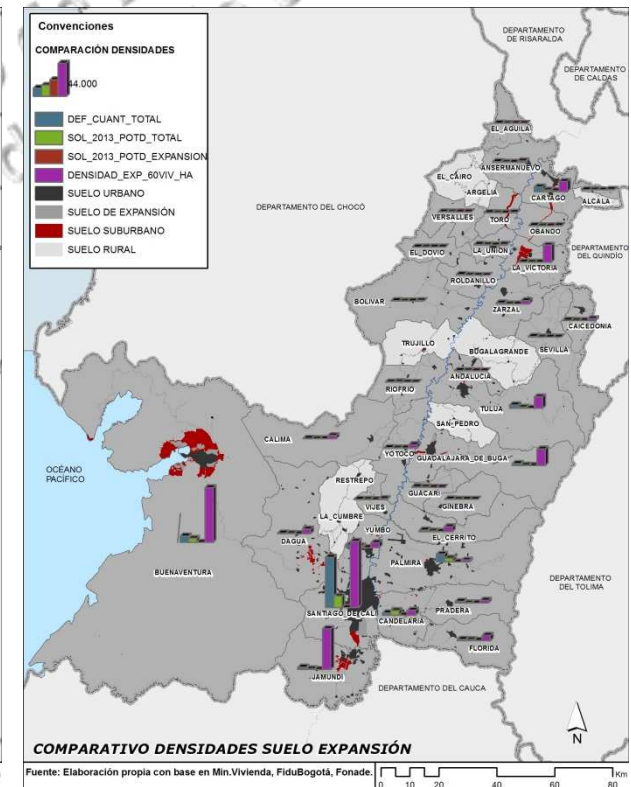 Convenciones
COMPARACIÓN DENSIDADES
44.000
DEF_CUANT_TOTAL
SOL_2013_POTD_TOTAL
SOL_2013_POTD_EXPANSION
DENSIDAD_EXP_60VIV_HA
SUELO URBANO
SUELO DE EXPANSIÓN
SUELO SUBURBANO
SUELO RURAL
DEPARTAMENTO
DE RISARALDA
DEPARTAMENTO
DE CALDAS
EL_AGUILA
ANSERMANUEVO
EL_CAIRO
ARGELIA
CARTAGO
ALCALA
DEPARTAMENTO DEL CHOCÓ
VERSALLES
TORO
OBANDO
EL_DOVIO
LA_UNION
LA_VICTORIA
DEPARTAMENTO
DEL QUINDÍO
ROLDANILLO
BOLIVAR
ZARZAL
CAICEDONIA
TRUJILLO
BUGALAGRANDE
SEVILLA
ANDALUCIA
RIOFRIO
TULUA
SAN_PEDRO
CALIMA
YOTOCO
GUADALAJARA_DE_BUGA
OCÉANO
PACÍFICO
RESTREPO
GUACARI
GINEBRA
VIJES
LA_CUMBRE
DAGUA
YUMBO
EL_CERRITO
BUENAVENTURA
PALMIRA
DEPARTAMENTO
DEL TOLIMA
SANTIAGO_DE_CALI
CANDELARIA
PRADERA
FLORIDA
JAMUNDI
DEPARTAMENTO DEL CAUCA
N
COMPARATIVO DENSIDADES SUELO EXPANSIÓN
Fuente: Elaboración propia con base en Min.Vivienda, FiduBogotá, Fonade.
Km
0 10 20 40 60 80